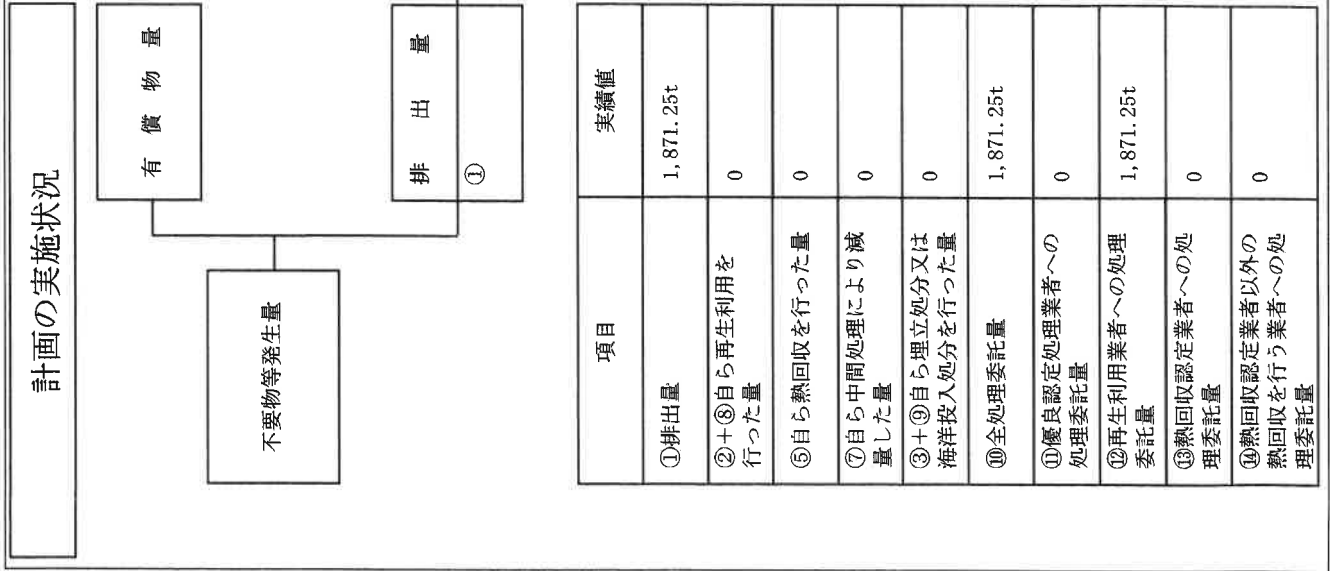 計画の実施状況
有償物量
不要物等発生量
排出量
①
項目
実績値
①排出量
1,871.25t
②+⑧自ら再生利用を
行った量
0
⑤自ら熱回収を行った量
0
⑦自ら中間処理により減
量した量
0
③+⑨自ら埋立処分又は
海洋投入処分を行った量
0
⑩全処理委託量
1,871.25t
⑪優良認定処理業者への
処理委託量
0
⑫再生利用業者への処理
委託量
1,871.25t
⑬熱回収認定業者への処
理委託量
0
⑭熱回収認定業者以外の
熱回収を行う業者への処
理委託量
0